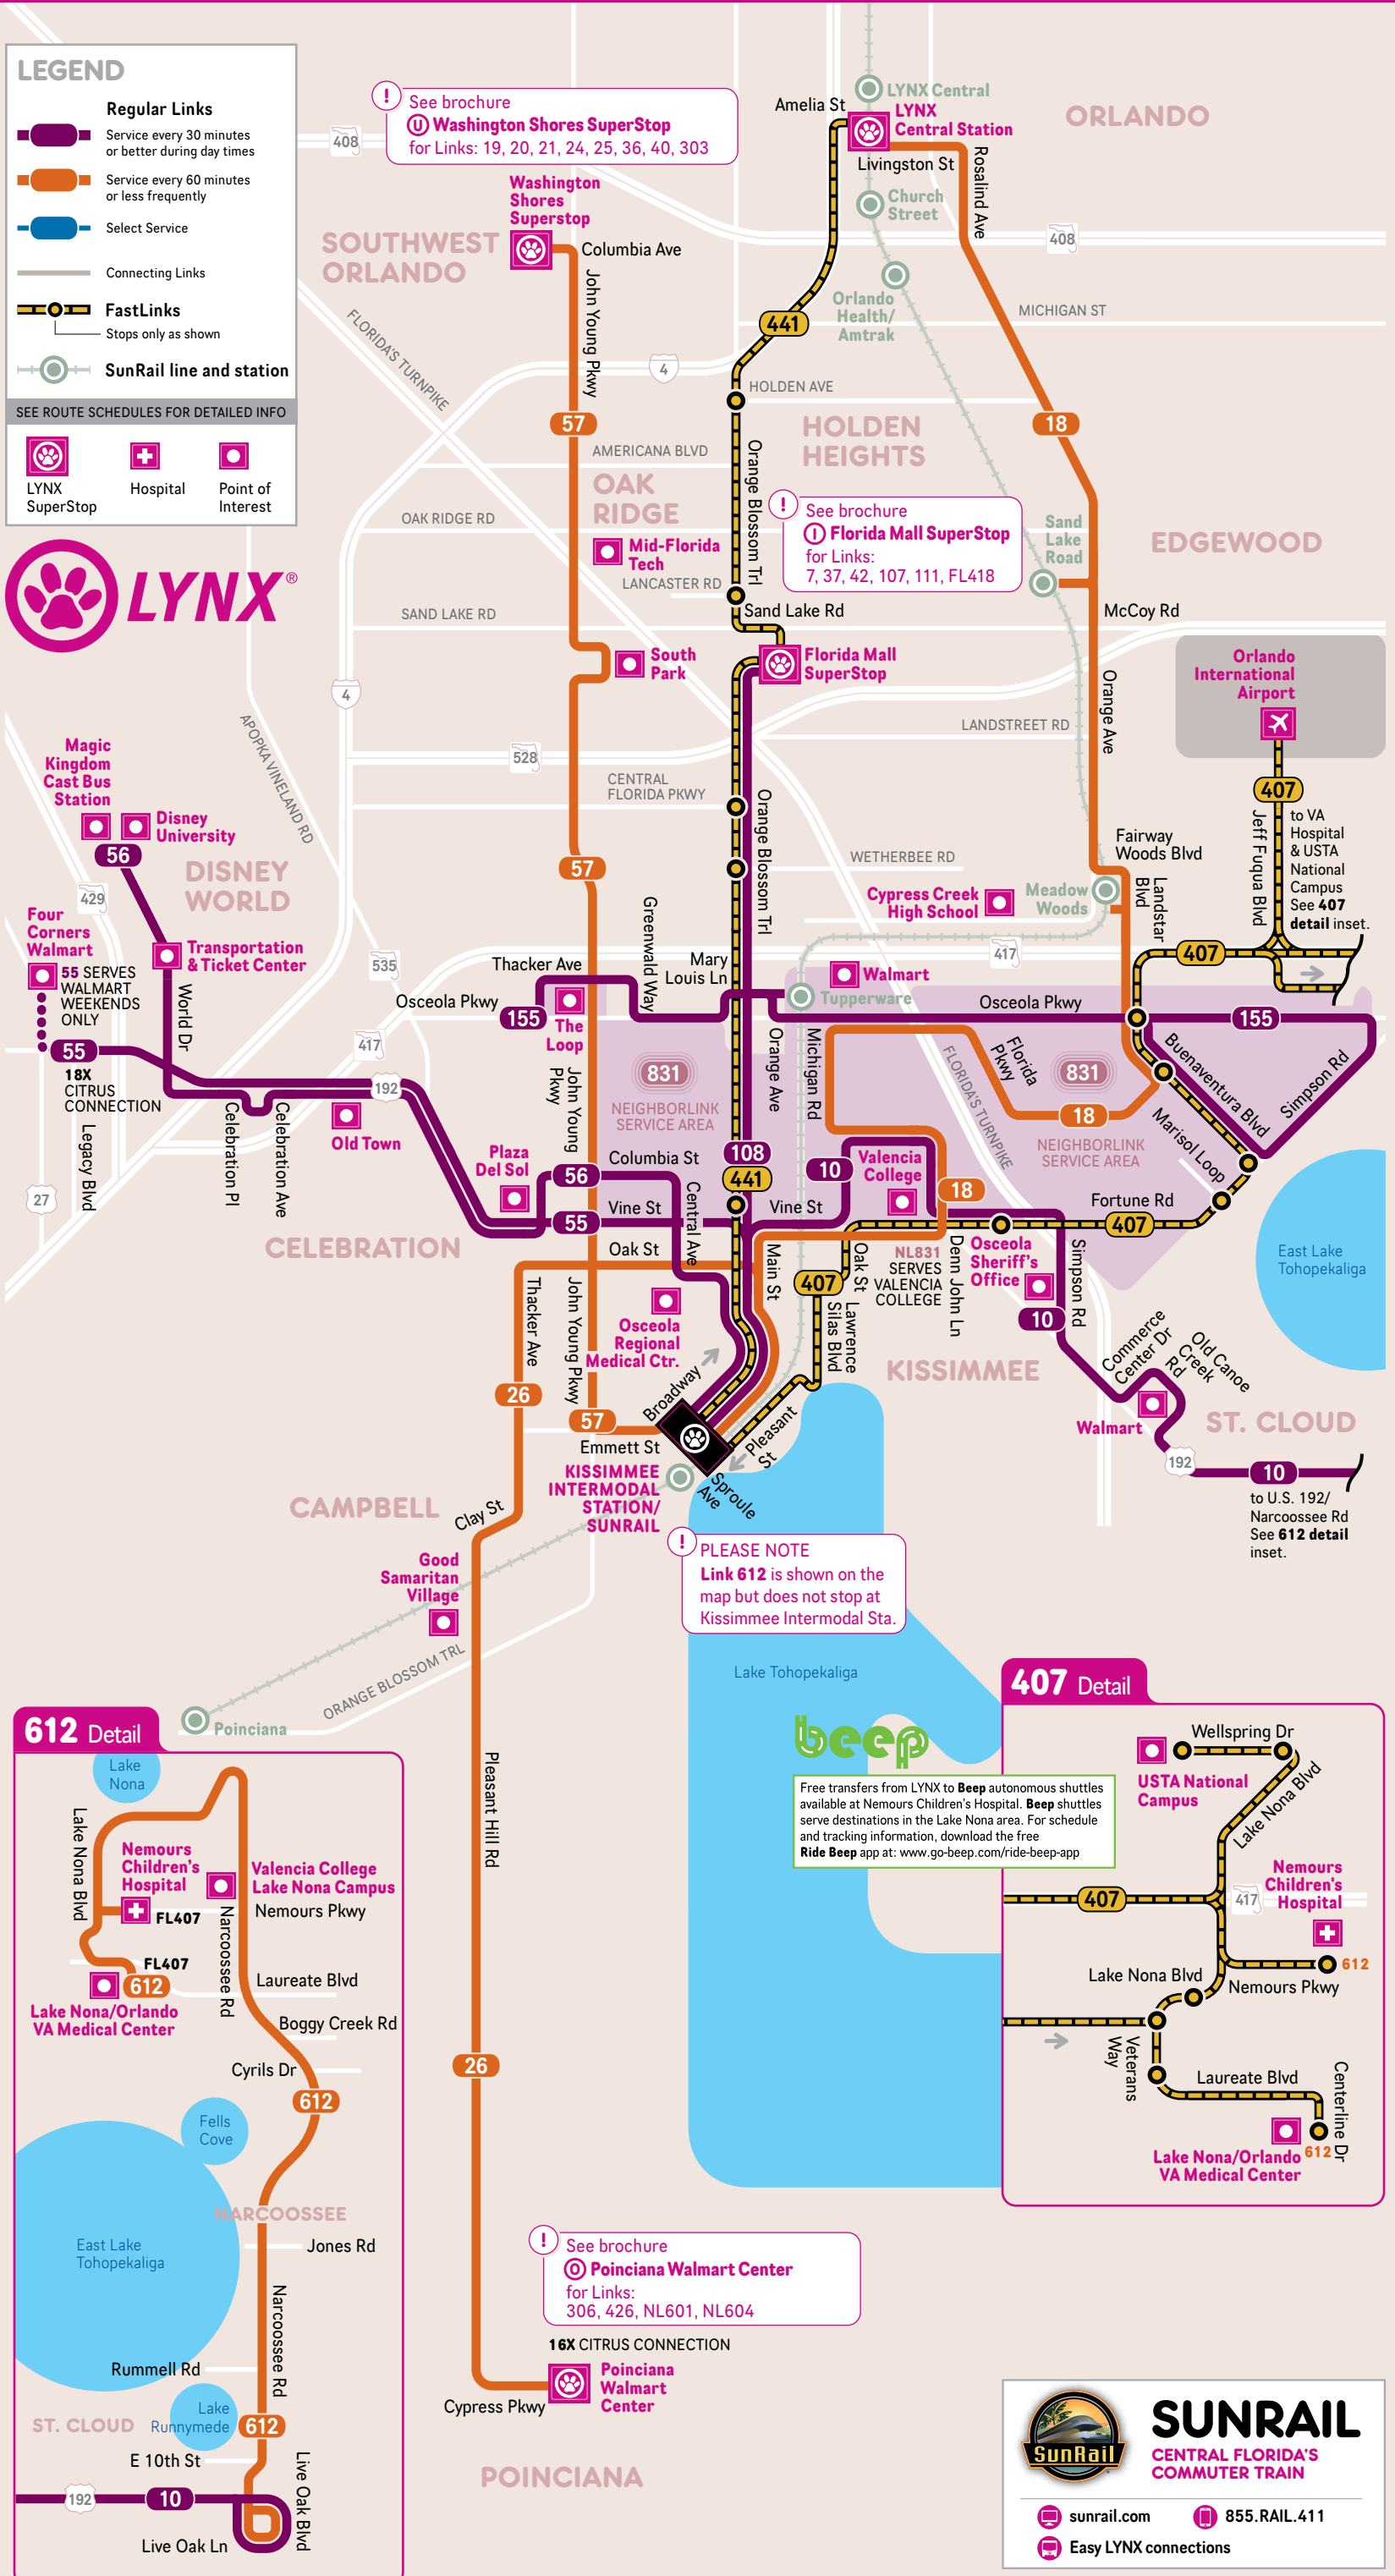 LEGEND
Regular Links
Service every 30 minutes
or better during day times
Service every 60 minutes
or less frequently
Select Service
Connecting Links
FastLinks
Stops only as shown
SunRail line and station
SEE ROUTE SCHEDULES FOR DETAILED INFO
LYNX
SuperStop
Hospital
Point of
Interest
LYNX®
! See brochure
U Washington Shores SuperStop
for Links: 19, 20, 21, 24, 25, 36, 40, 303
408
Amelia St
LYNX Central
LYNX
Central Station
Livingston St
ORLANDO
Rosalind Ave
Church
Street
408
Washington
Shores
Superstop
Columbia Ave
SOUTHWEST
ORLANDO
John Young Pkwy
Orlando
Health/
Amtrak
MICHIGAN ST
441
FLORIDA'S TURNPIKE
4
HOLDEN AVE
57
18
HOLDEN
HEIGHTS
AMERICANA BLVD
Orange Blossom Trl
OAK
RIDGE
OAK RIDGE RD
! See brochure
I Florida Mall SuperStop
for Links:
7, 37, 42, 107, 111, FL418
Sand
Lake
Road
EDGEWOOD
Mid-Florida
Tech
LANCASTER RD
SAND LAKE RD
Sand Lake Rd
McCoy Rd
South
Park
Florida Mall
SuperStop
Orlando
International
Airport
4
Orange Ave
LANDSTREET RD
APOPKA VINELAND RD
528
Magic
Kingdom
Cast Bus
Station
Disney
University
56
CENTRAL
FLORIDA PKWY
Orange Blossom Trl
407
Jeff Fuqua Blvd
to VA
Hospital
& USTA
National
Campus
See 407
detail inset.
Fairway
Woods Blvd
DISNEY
WORLD
57
WETHERBEE RD
Meadow
Woods
Landstar
Blvd
Cypress Creek
High School
429
Four
Corners
Walmart
Transportation
& Ticket Center
Greenwald Way
417
407
535
Thacker Ave
Mary
Louis Ln
Walmart
Tupperware
55 SERVES
WALMART
WEEKENDS
ONLY
World Dr
Osceola Pkwy
155
The
Loop
Osceola Pkwy
155
417
55
18X
CITRUS
CONNECTION
192
John Young
Pkwy
831
NEIGHBORLINK
SERVICE AREA
Orange Ave
Michigan Rd
FLORIDA'S TURNPIKE
Florida
Pkwy
831
18
NEIGHBORLINK
SERVICE AREA
Buenaventura Blvd
Simpson Rd
Marisol Loop
Legacy Blvd
Celebration Pl
Celebration Ave
Old Town
27
Plaza
Del Sol
56
Columbia St
108
441
10
Valencia
College
18
55
Vine St
Central Ave
Vine St
Fortune Rd
407
CELEBRATION
Oak St
Main St
Oak St
407
NL831
SERVES
VALENCIA
COLLEGE
Denn John Ln
Osceola
Sheriff's
Office
Simpson Rd
East Lake
Tohopekaliga
Thacker Ave
John Young Pkwy
Osceola
Regional
Medical Ctr.
Lawrence
Silas Blvd
10
Commerce
Center Dr
Old Canoe
Creek
Rd
KISSIMMEE
26
57
Broadway
Emmett St
Pleasant
St
Walmart
ST. CLOUD
192
10
to U.S. 192/
Narcoossee Rd
See 612 detail
inset.
KISSIMMEE
INTERMODAL
STATION/
SUNRAIL
Sproule
Ave
CAMPBELL
Clay St
! PLEASE NOTE
Link 612 is shown on the
map but does not stop at
Kissimmee Intermodal Sta.
Good
Samaritan
Village
ORANGE BLOSSOM TRL
Poinciana
Lake Tohopekaliga
Pleasant Hill Rd
beep
Free transfers from LYNX to Beep autonomous shuttles
available at Nemours Children's Hospital. Beep shuttles
serve destinations in the Lake Nona area. For schedule
and tracking information, download the free
Ride Beep app at: www.go-beep.com/ride-beep-app
407 Detail
Wellspring Dr
USTA National
Campus
Lake Nona Blvd
Nemours
Children's
Hospital
407
417
612
Nemours Pkwy
Lake Nona Blvd
Veterans
Way
Laureate Blvd
Centerline Dr
Lake Nona/Orlando
VA Medical Center
612
612 Detail
Lake
Nona
Lake Nona Blvd
Nemours
Children's
Hospital
FL407
Valencia College
Lake Nona Campus
Nemours Pkwy
Narcoossee Rd
FL407
612
Laureate Blvd
Lake Nona/Orlando
VA Medical Center
Boggy Creek Rd
Cyrils Dr
612
Fells
Cove
NARCOOSSEE
East Lake
Tohopekaliga
Jones Rd
Narcoossee Rd
Rummell Rd
Lake
Runnymede
ST. CLOUD
612
E 10th St
Live Oak Blvd
192
10
Live Oak Ln
26
! See brochure
O Poinciana Walmart Center
for Links:
306, 426, NL601, NL604
16X CITRUS CONNECTION
Poinciana
Walmart
Center
Cypress Pkwy
POINCIANA
SunRail
SUNRAIL
CENTRAL FLORIDA'S
COMMUTER TRAIN
sunrail.com
855.RAIL.411
Easy LYNX connections